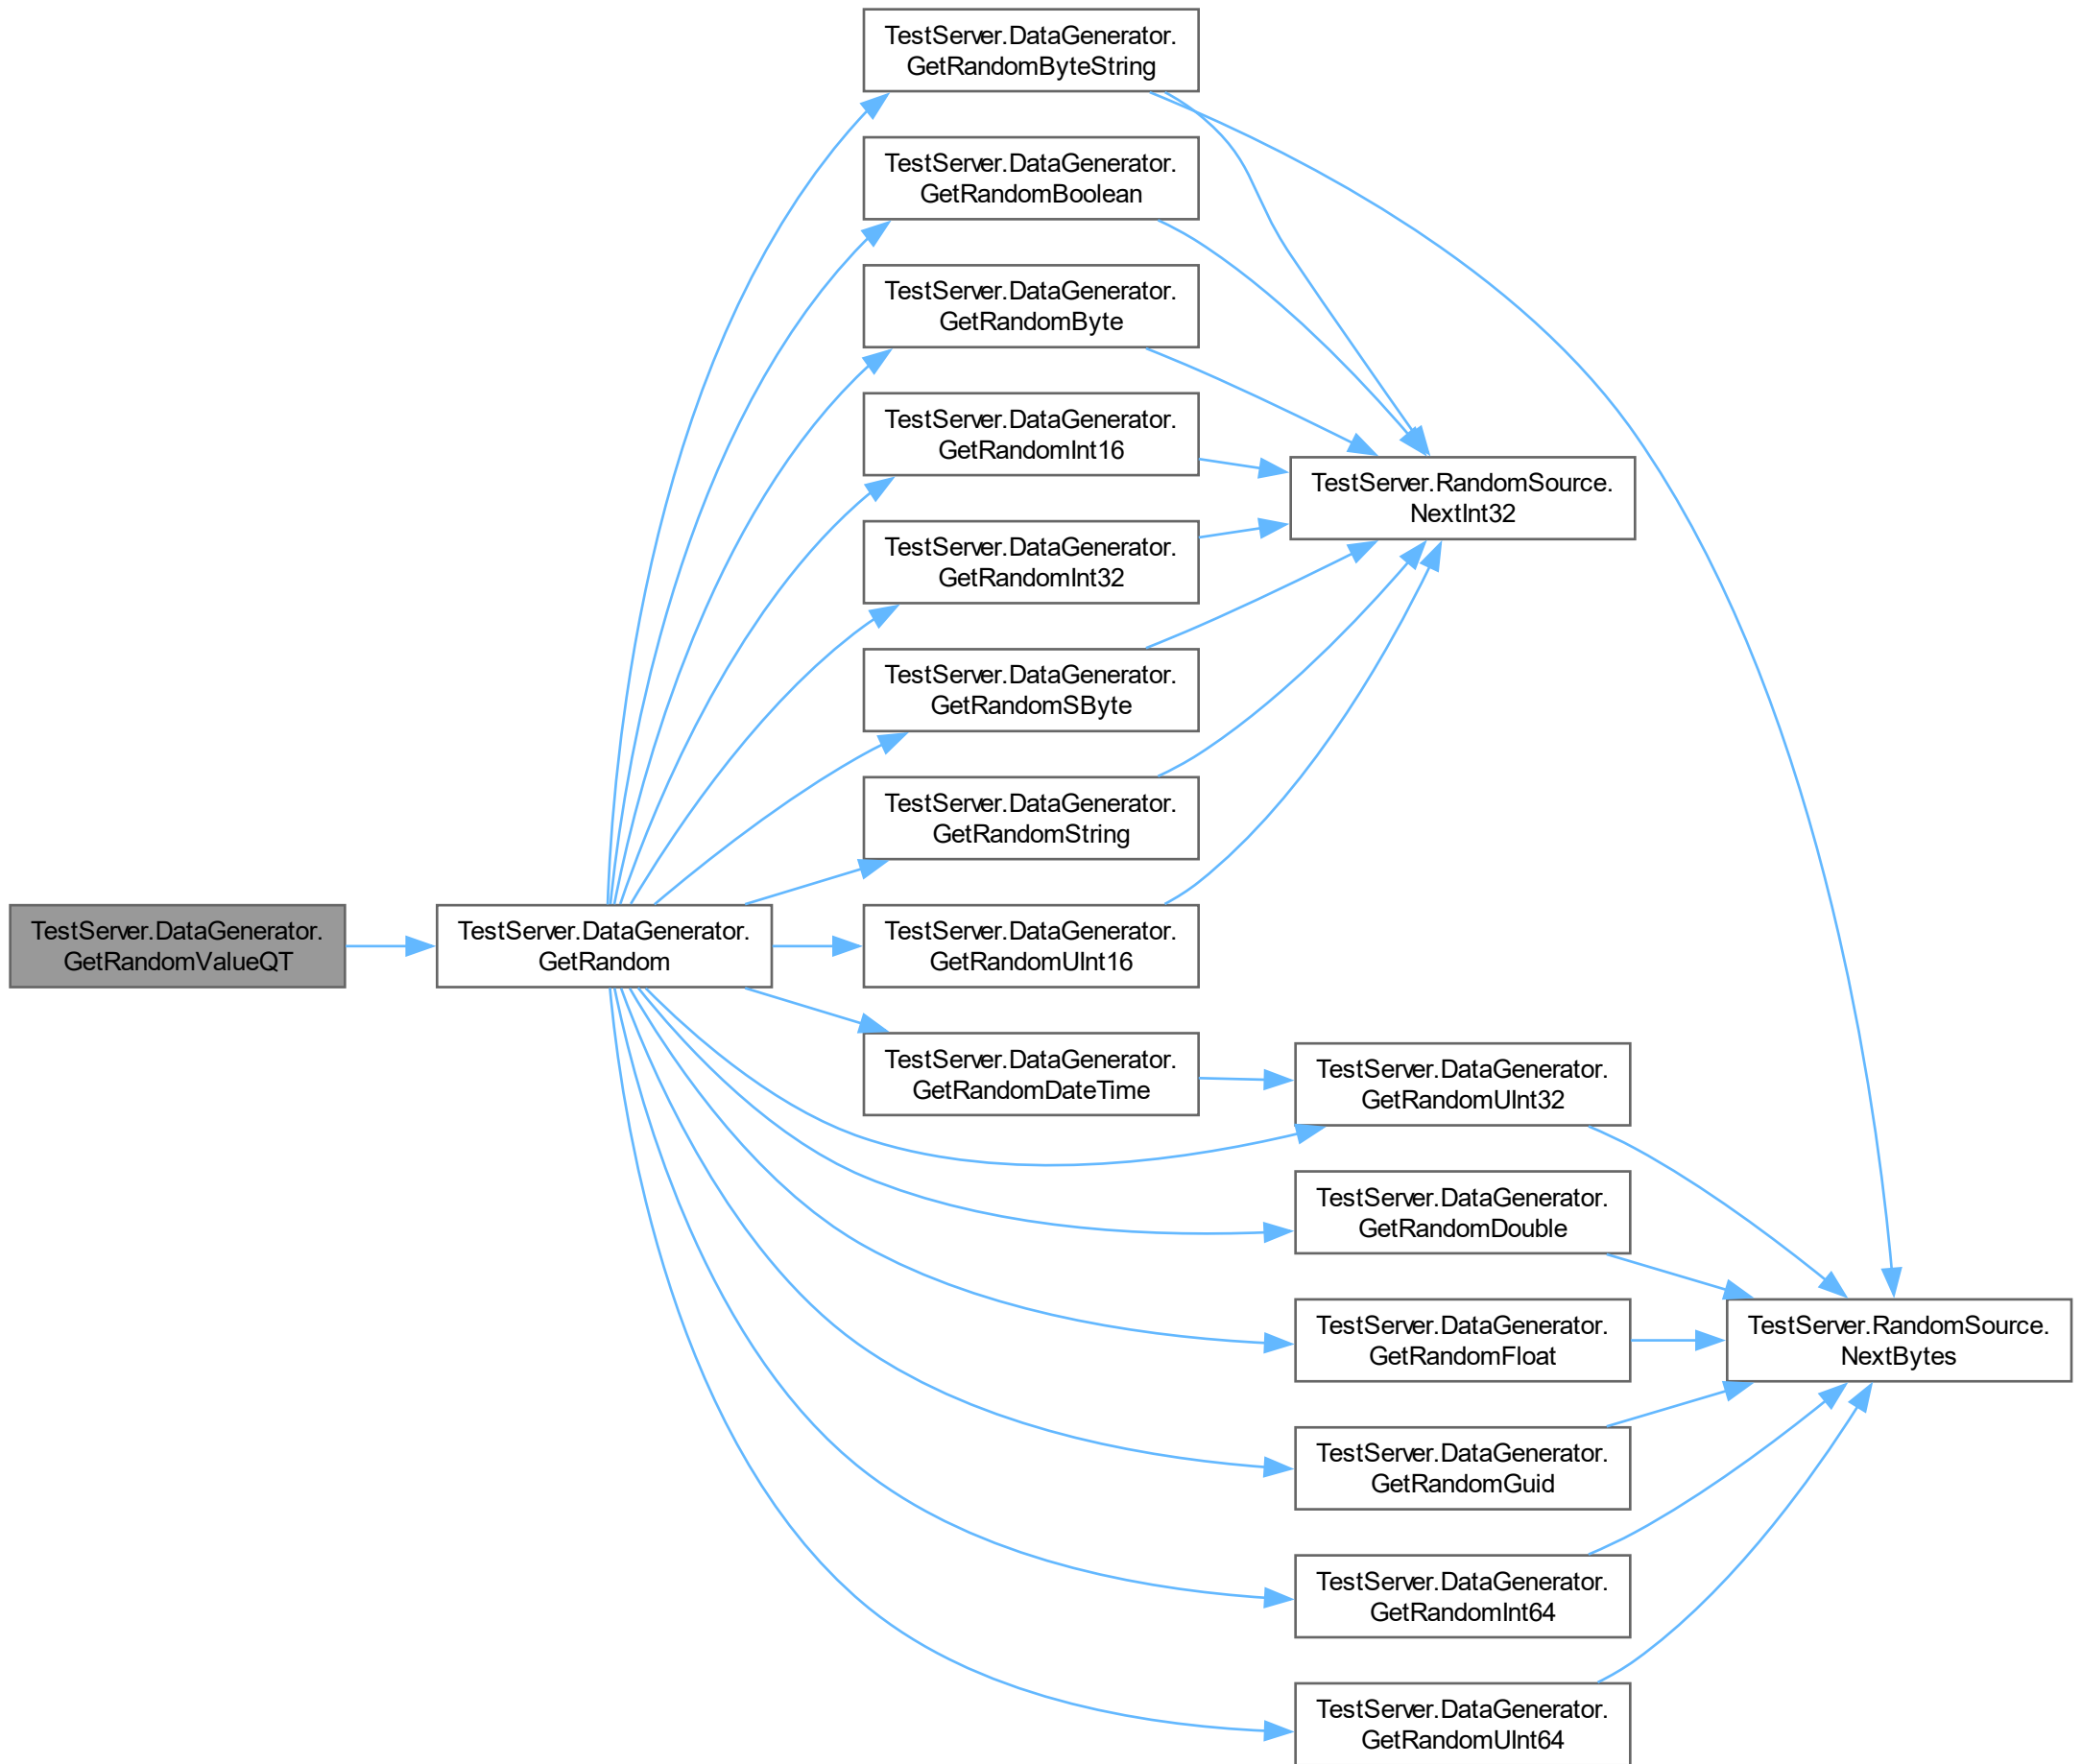 TestServer.DataGenerator.
GetRandomByteString
TestServer.DataGenerator.
GetRandomBoolean
TestServer.DataGenerator.
GetRandomByte
TestServer.DataGenerator.
GetRandomInt16
TestServer.RandomSource.
NextInt32
TestServer.DataGenerator.
GetRandomInt32
TestServer.DataGenerator.
GetRandomSByte
TestServer.DataGenerator.
GetRandomString
TestServer.DataGenerator.
GetRandomValueQT
TestServer.DataGenerator.
GetRandom
TestServer.DataGenerator.
GetRandomUInt16
TestServer.DataGenerator.
GetRandomDateTime
TestServer.DataGenerator.
GetRandomUInt32
TestServer.DataGenerator.
GetRandomDouble
TestServer.DataGenerator.
GetRandomFloat
TestServer.RandomSource.
NextBytes
TestServer.DataGenerator.
GetRandomGuid
TestServer.DataGenerator.
GetRandomInt64
TestServer.DataGenerator.
GetRandomUInt64